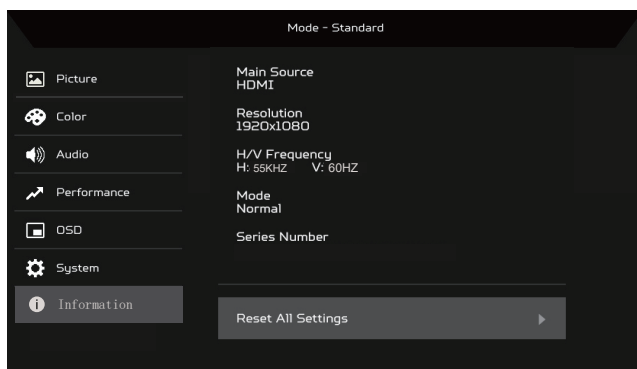 Mode - Standard
Picture
Color
Audio
Performance
OSD
System
Information
Main Source
HDMI
Resolution
1920x1080
H/V Frequency
H: 55KHZ V: 60HZ
Mode
Normal
Series Number
Reset All Settings